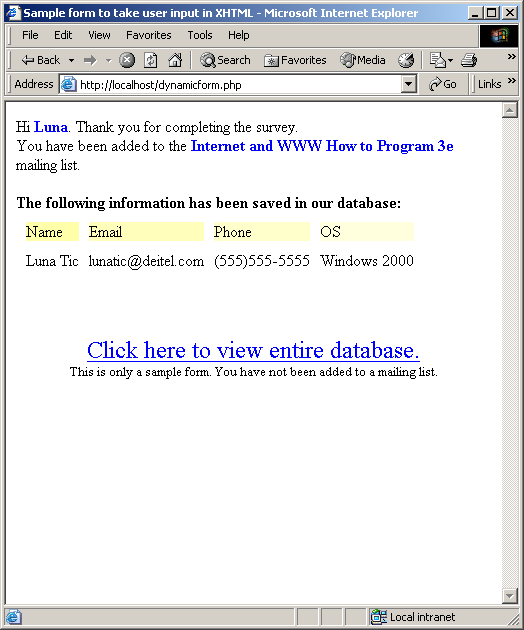 Sample form to take user input in XHTML - Microsoft Internet Explorer
File Edit View Favorites Tools Help
Back Search Favorites Media »
Address http://localhost/dynamicform.php Go Links »
Hi Luna. Thank you for completing the survey.
You have been added to the Internet and WWW How to Program 3e
mailing list.
The following information has been saved in our database:
Name Email Phone OS
Luna Tic lunatic@deitel.com (555)555-5555 Windows 2000
Click here to view entire database.
This is only a sample form. You have not been added to a mailing list.
Local intranet